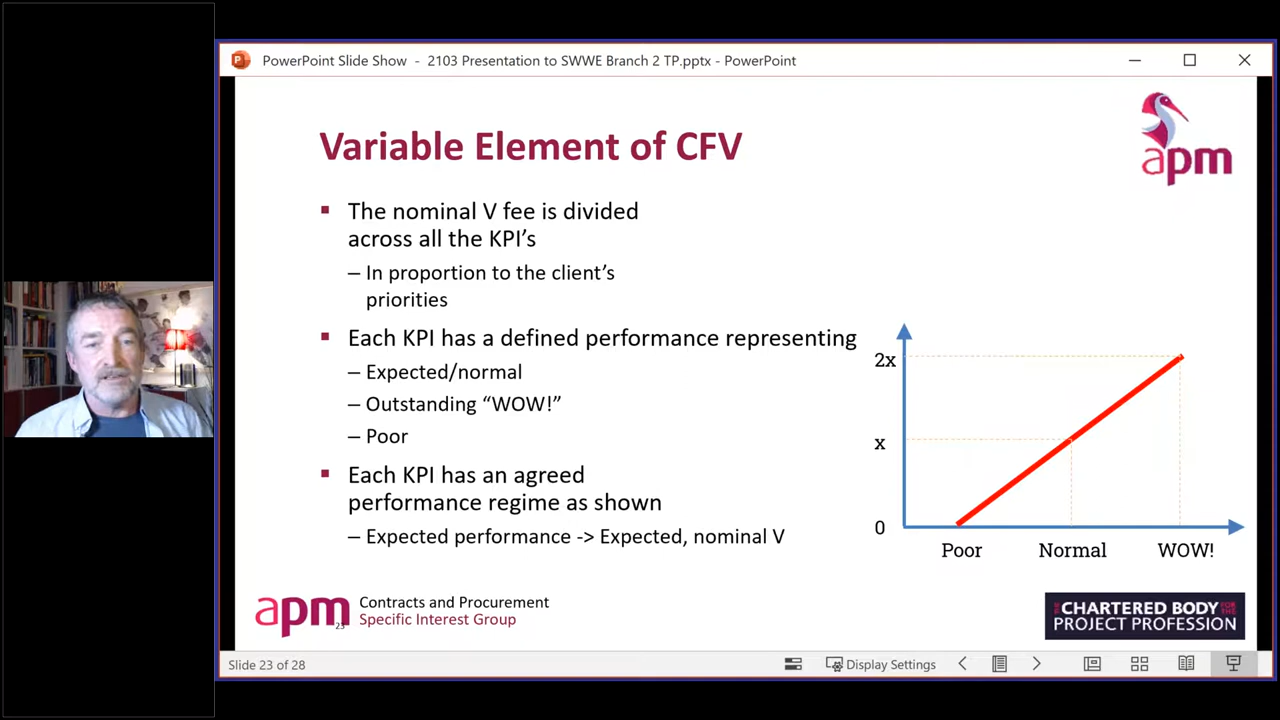 PowerPoint Slide Show - 2103 Presentation to SWWE Branch 2 TP.pptx - PowerPoint
apm
Variable Element of CFV
▪ The nominal V fee is divided
across all the KPI's
– In proportion to the client's
priorities
▪ Each KPI has a defined performance representing
– Expected/normal
– Outstanding “WOW!”
– Poor
▪ Each KPI has an agreed
performance regime as shown
– Expected performance -> Expected, nominal V
2x
x
0
Poor Normal WOW!
apm
Contracts and Procurement
Specific Interest Group
23
CHARTERED BODY FOR THE
PROJECT PROFESSION
Slide 23 of 28
Display Settings